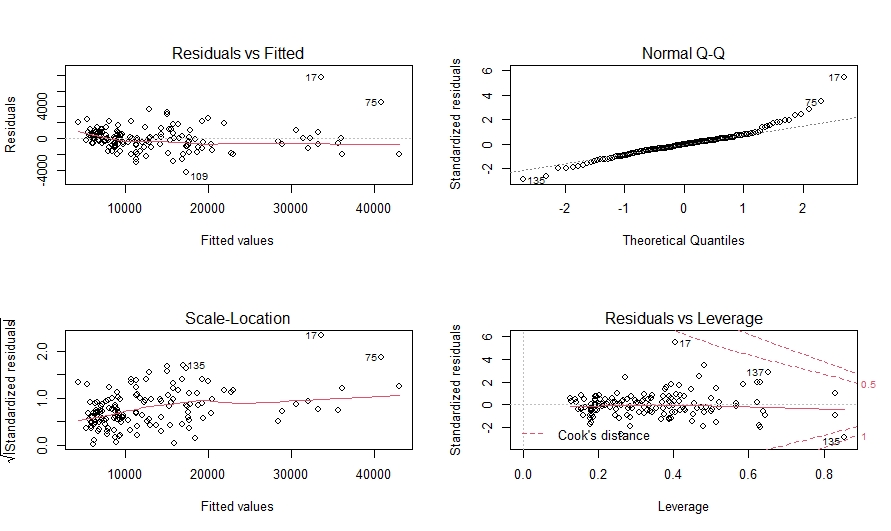 Residuals vs Fitted
Residuals
4000
0
-4000
17
75
109
10000 20000 30000 40000
Fitted values
Normal Q-Q
Standardized residuals
6
4
2
0
-2
17
75
135
-2 -1 0 1 2
Theoretical Quantiles
Scale-Location
√|Standardized residuals|
2.0
1.0
0.0
17
75
135
10000 20000 30000 40000
Fitted values
Residuals vs Leverage
Standardized residuals
6
4
2
0
-2
17
137
135
0.5
1
Cook's distance
0.0 0.2 0.4 0.6 0.8
Leverage